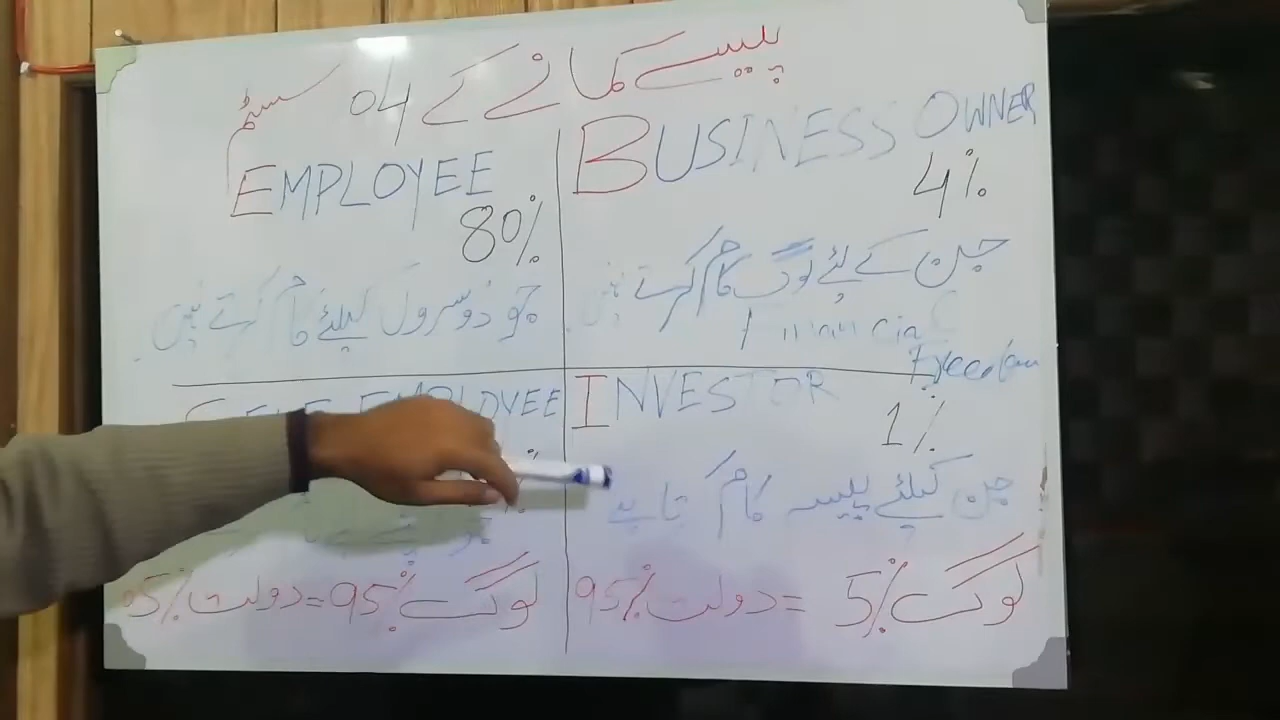 پیسے کمانے کے 04 سسٹم
EMPLOYEE
80%
جو دوسروں کیلئے کام کرتے ہیں
BUSINESS OWNER
4%
جن کے لئے لوگ کام کرتے ہیں
Financial
Freedom
SELF EMPLOYEE
%
INVESTOR
1%
جن کیلئے پیسہ کام کرتا ہے
لوگ 95% = دولت 5%
لوگ 5% = دولت 95%